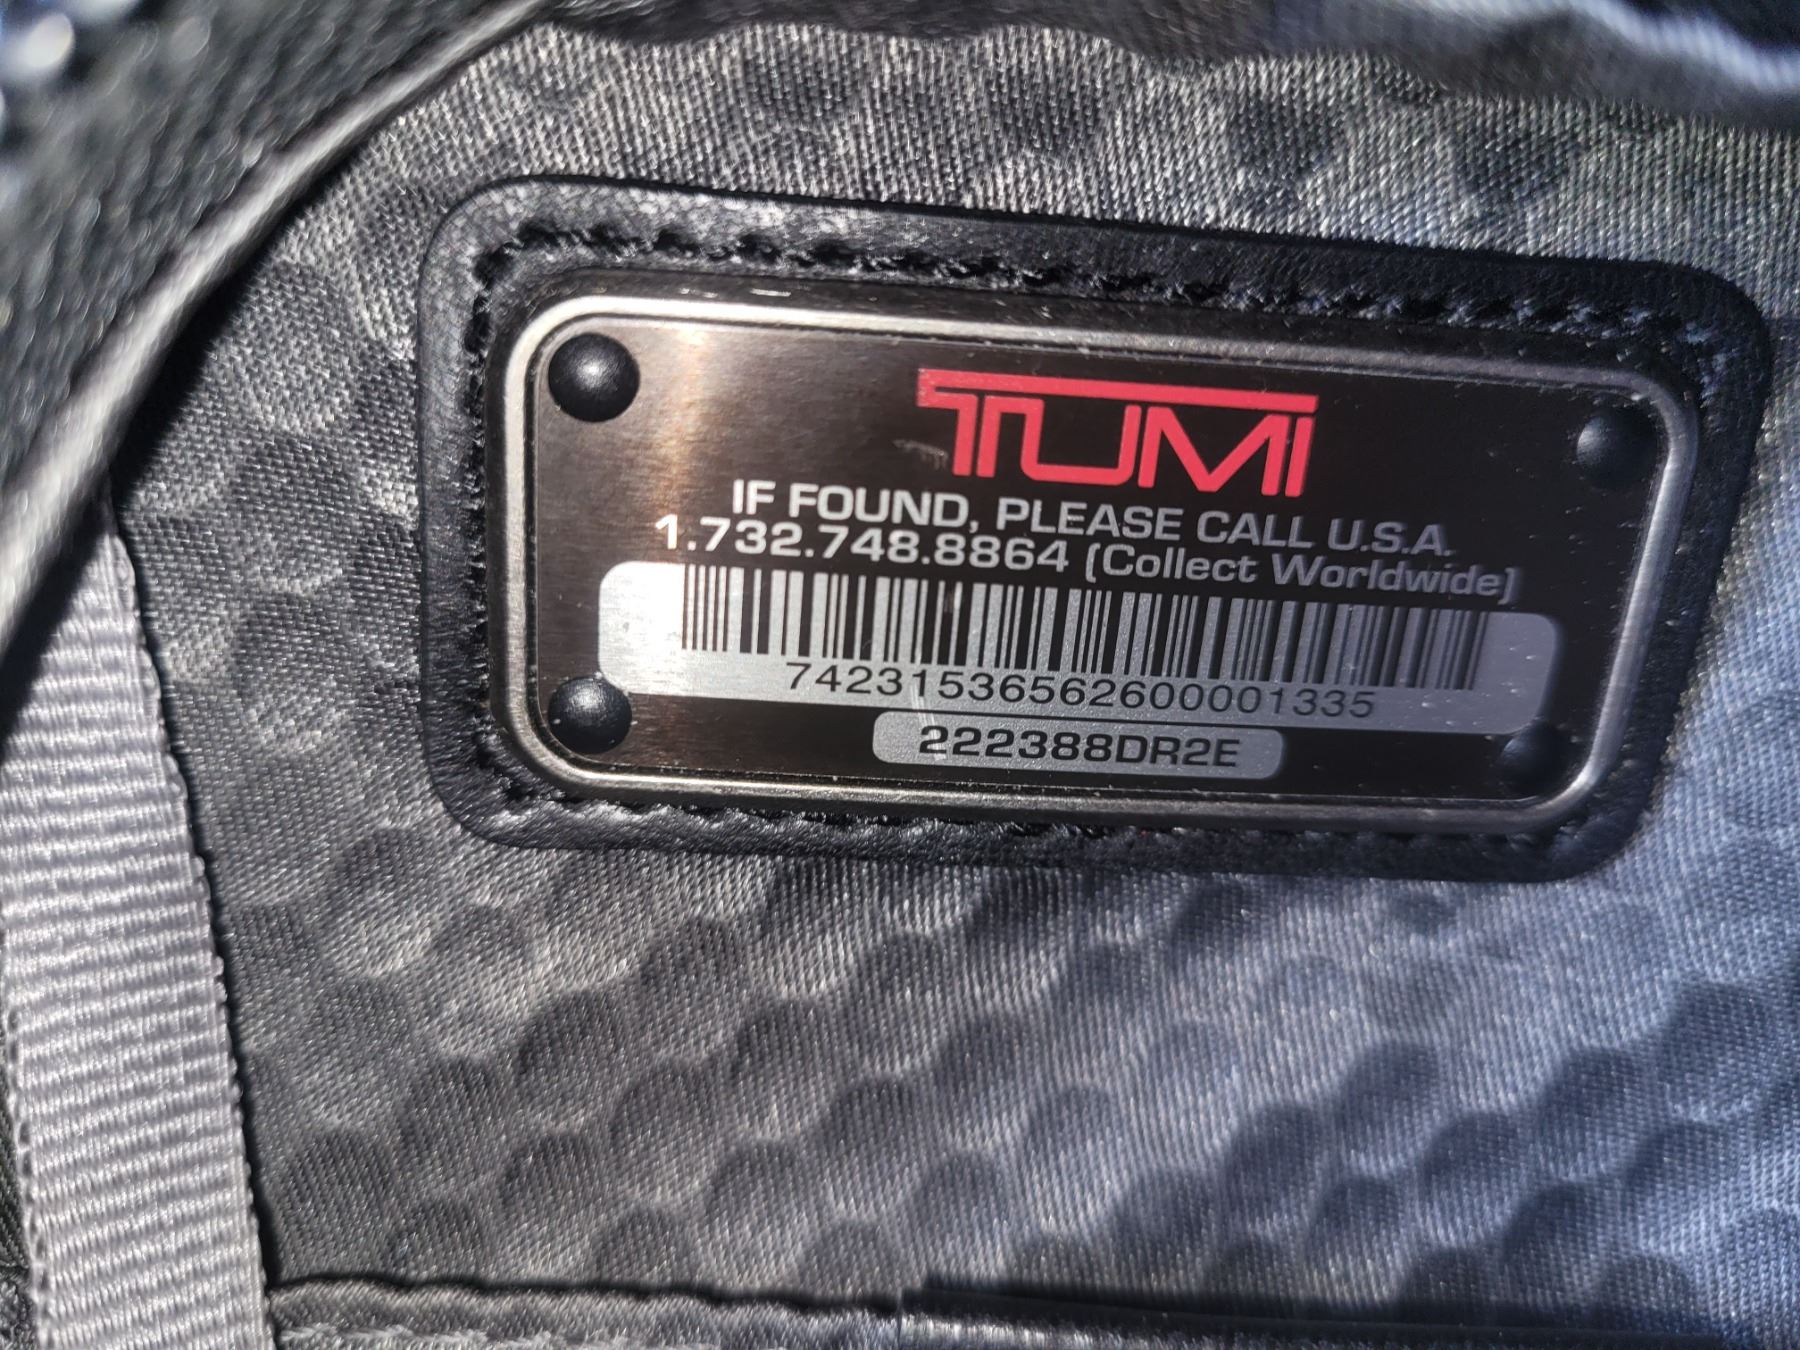 TUMI
IF FOUND, PLEASE CALL U.S.A.
1.732.748.8864 (Collect Worldwide)
74231536562600001335
222388DR2E